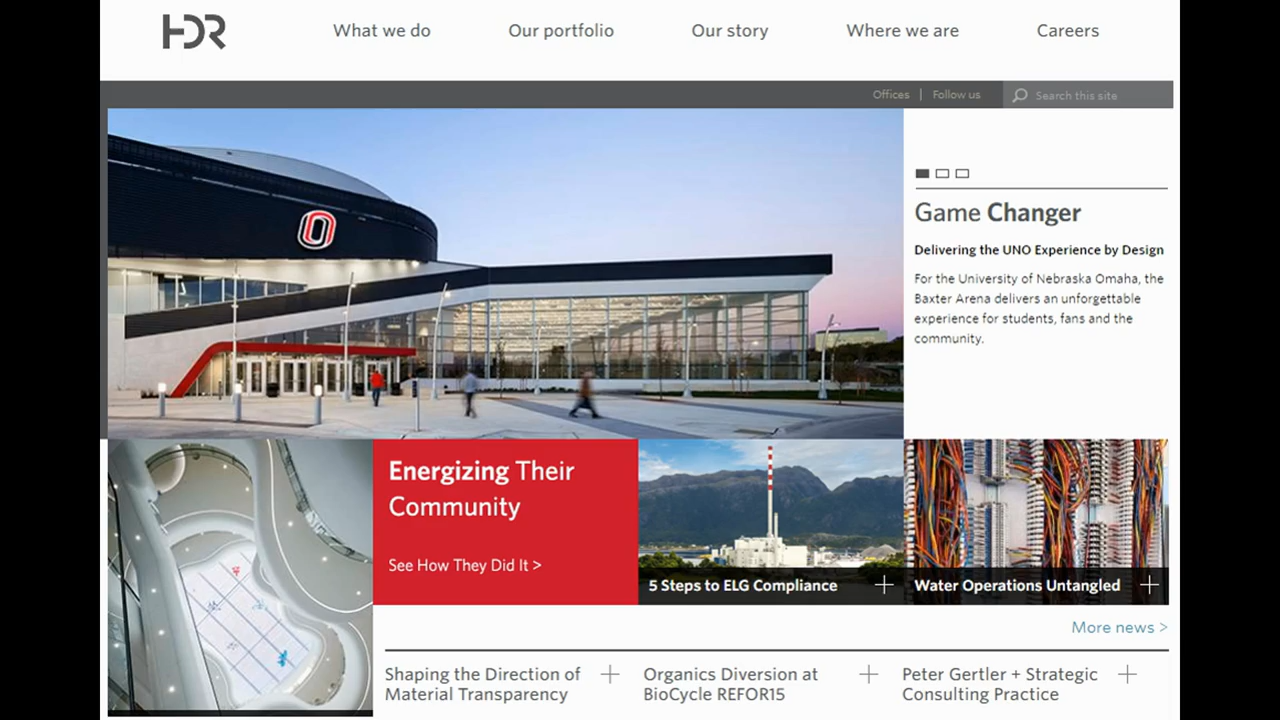 HDR
What we do
Our portfolio
Our story
Where we are
Careers
Offices | Follow us
Search this site
O
Game Changer
Delivering the UNO Experience by Design
For the University of Nebraska Omaha, the
Baxter Arena delivers an unforgettable
experience for students, fans and the
community.
Energizing Their
Community
See How They Did It >
5 Steps to ELG Compliance
Water Operations Untangled
More news >
Shaping the Direction of
Material Transparency
Organics Diversion at
BioCycle REFOR15
Peter Gertler + Strategic
Consulting Practice